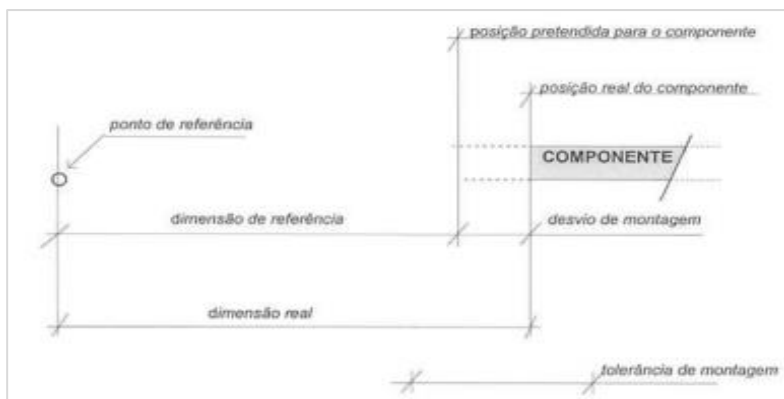 posição pretendida para o componente
posição real do componente
ponto de referência
COMPONENTE
dimensão de referência
desvio de montagem
dimensão real
tolerância de montagem